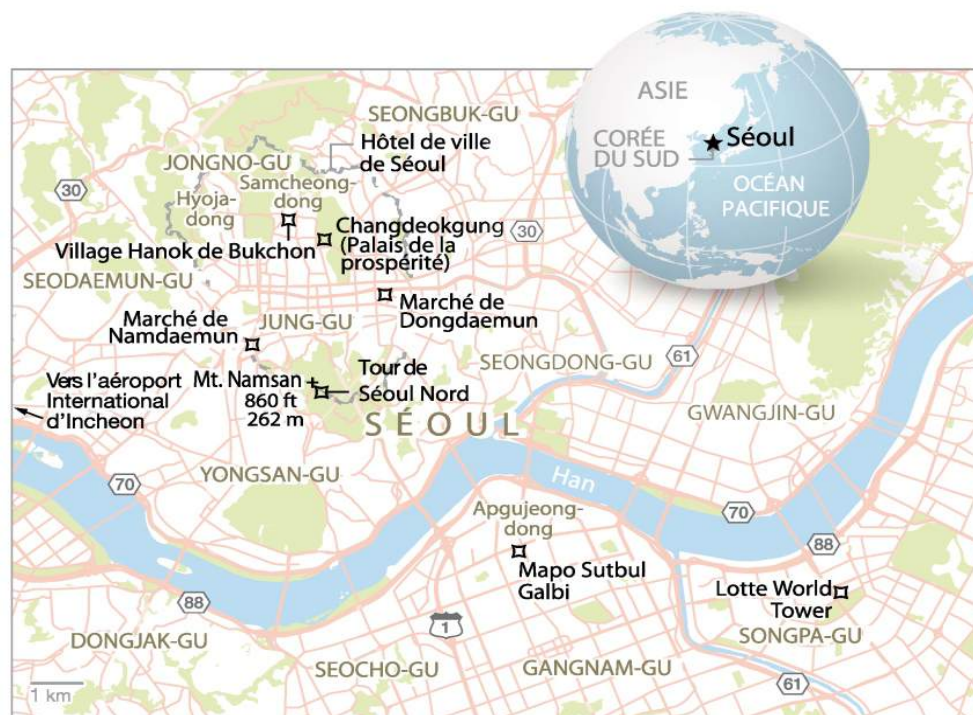 ASIE
CORÉE
DU SUD
Séoul
OCÉAN
PACIFIQUE
SEONGBUK-GU
Hôtel de ville
de Séoul
JONGNO-GU
Samcheong-
dong
Hyoja-
dong
30
30
Changdeokgung
(Palais de la
prospérité)
Village Hanok de Bukchon
SEODAEMUN-GU
Marché de
Dongdaemun
Marché de
Namdaemun
JUNG-GU
SEONGDONG-GU
61
Tour de
Séoul Nord
Mt. Namsan
860 ft
262 m
Vers l'aéroport
International
d'Incheon
SÉOUL
GWANGJIN-GU
YONGSAN-GU
70
Han
70
Apgujeong-
dong
88
Mapo Sutbul
Galbi
Lotte World
Tower
88
1
DONGJAK-GU
SEOCHO-GU
GANGNAM-GU
SONGPA-GU
61
1 km